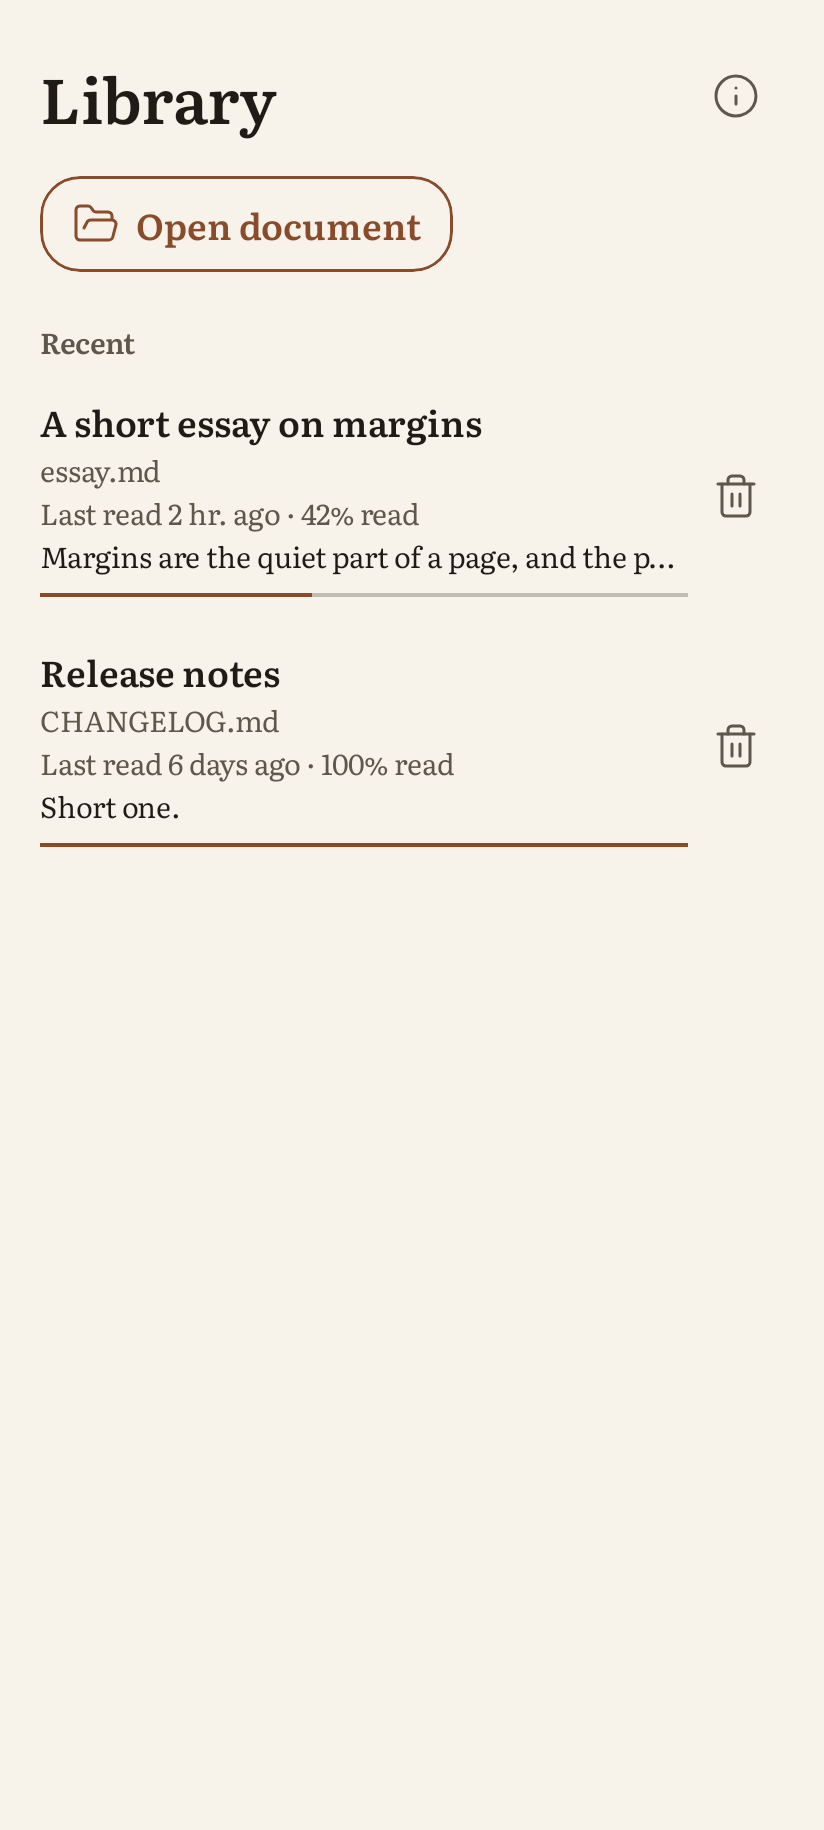 Library
Open document
Recent
A short essay on margins
essay.md
Last read 2 hr. ago · 42% read
Margins are the quiet part of a page, and the p…
Release notes
CHANGELOG.md
Last read 6 days ago · 100% read
Short one.